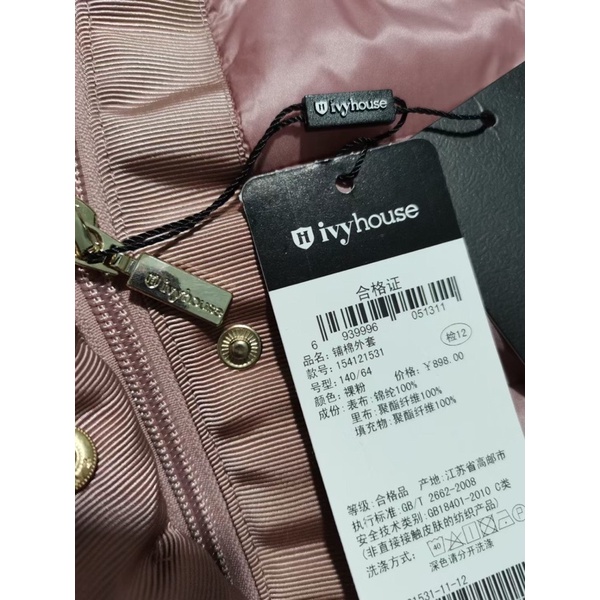 ivyhouse
ivyhouse
ivyhouse
合格证
6 939996 051311
品名: 铺棉外套
款号: 154121531
检12
号型: 140/64 价格: ¥898.00
颜色: 裸粉
成份: 表布: 锦纶100%
里布: 聚酯纤维100%
填充物: 聚酯纤维100%
等级: 合格品 产地: 江苏省高邮市
执行标准: GB/T 2662-2008
安全技术类别: GB18401-2010 C类
(非直接接触皮肤的纺织产品)
洗涤方式: 40
深色请分开洗涤
1531-11-12